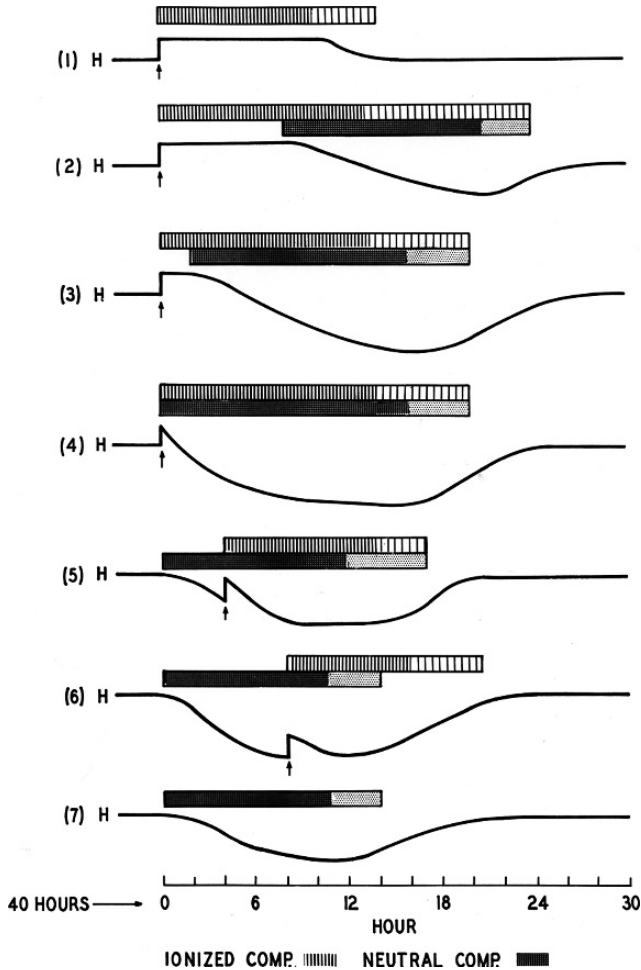 (1) H
(2) H
(3) H
(4) H
(5) H
(6) H
(7) H
40 HOURS 0 6 12 18 24 30
HOUR
IONIZED COMP. NEUTRAL COMP.